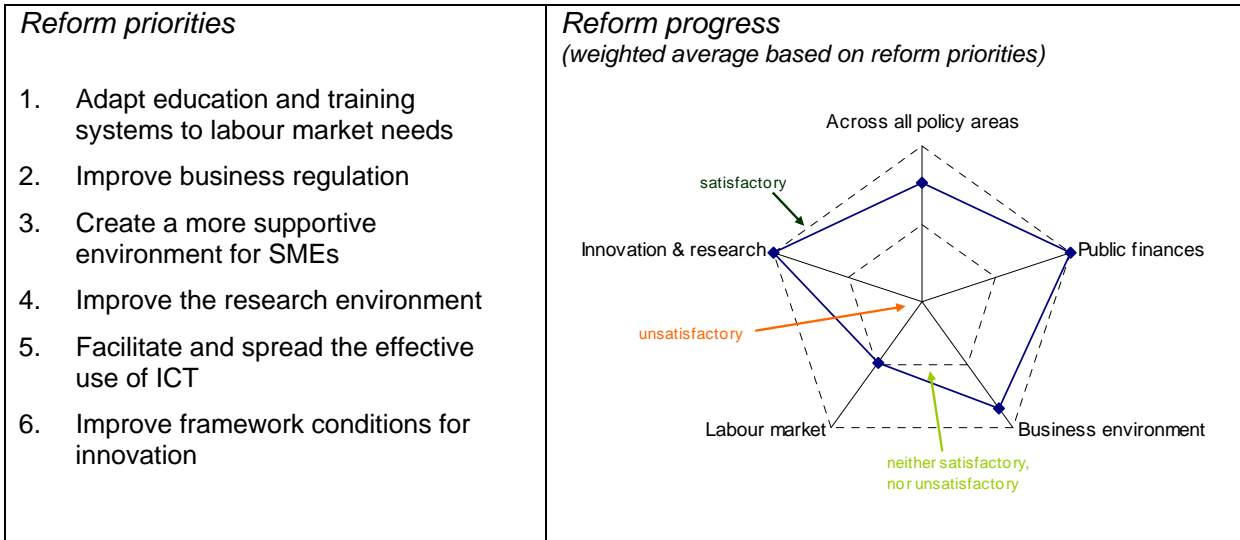 Reform priorities
1. Adapt education and training
systems to labour market needs
2. Improve business regulation
3. Create a more supportive
environment for SMEs
4. Improve the research environment
5. Facilitate and spread the effective
use of ICT
6. Improve framework conditions for
innovation
Reform progress
(weighted average based on reform priorities)
Across all policy areas
satisfactory
Innovation & research
Public finances
unsatisfactory
Labour market
Business environment
neither satisfactory,
nor unsatisfactory